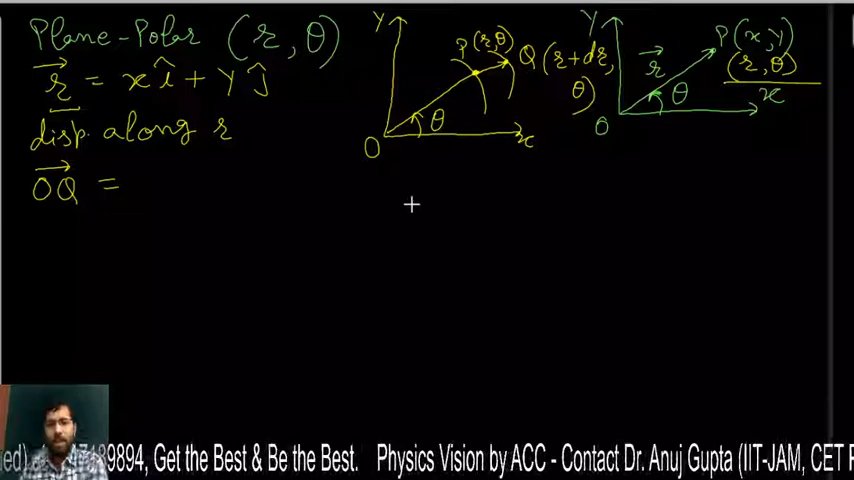 Plane-Polar (r, θ)
→r = x î + y ĵ
disp. along r
→OQ =
Y
P(r,θ)
Q (r+dr,
θ)
θ
O
x
Y
P(x,y)
(r,θ)
→r
θ
x
O
9894, Get the Best & Be the Best. Physics Vision by ACC - Contact Dr. Anuj Gupta (IIT-JAM, CET